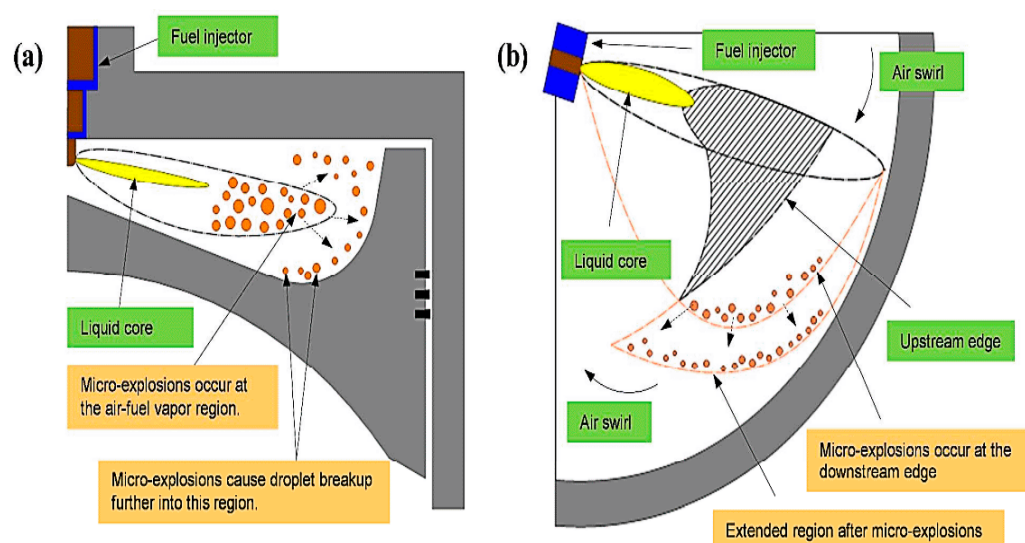 (a)
Fuel injector
Liquid core
Micro-explosions occur at
the air-fuel vapor region.
Micro-explosions cause droplet breakup
further into this region.
(b)
Fuel injector
Air swirl
Liquid core
Upstream edge
Air swirl
Micro-explosions occur at the
downstream edge
Extended region after micro-explosions